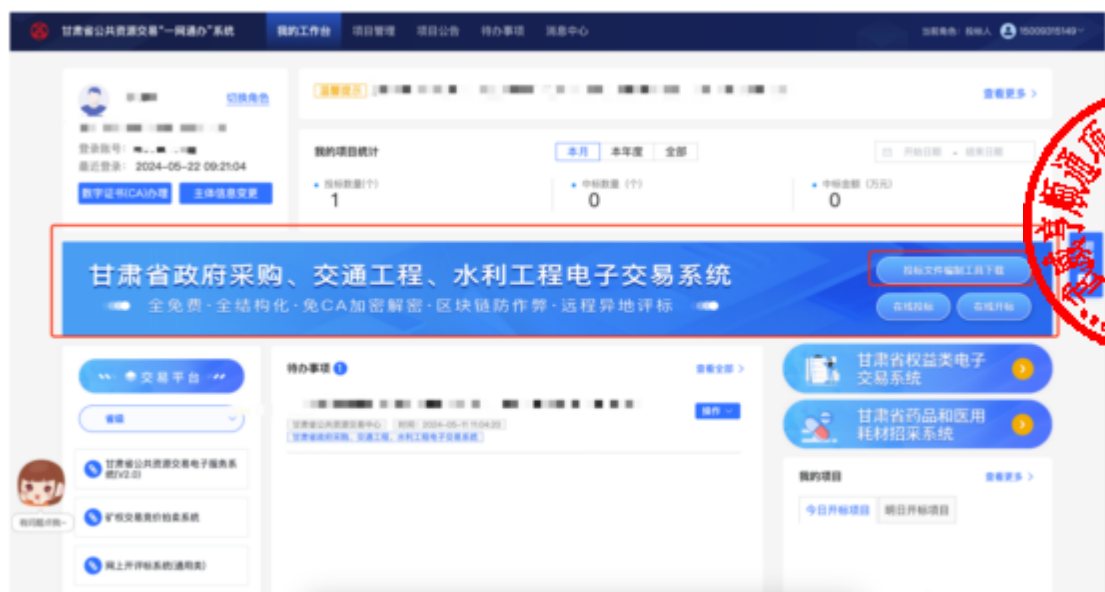 甘肃省公共资源交易“一网通办”系统 我的工作台 项目管理 项目公告 待办事项 消息中心 当前角色: 投标人 15009315149
切换角色
温馨提示
查看更多 >
登录账号:
最近登录: 2024-05-22 09:21:04
数字证书(CA)办理 主体信息变更
我的项目统计 本月 本年度 全部 开始日期 - 结束日期
投标数量(个) 中标数量 (个) 中标金额 (万元)
1 0 0
甘肃省政府采购、交通工程、水利工程电子交易系统
全免费·全结构化·免CA加密解密·区块链防作弊·远程异地评标
投标文件编制工具下载
在线投标 在线开标
交易平台
省级
甘肃省公共资源交易电子服务系
统(V2.0)
矿权交易竞价拍卖系统
网上开评标系统(通用类)
待办事项 1 查看全部 >
操作
甘肃省公共资源交易中心 时间: 2024-05-11 11:04:20
甘肃省政府采购、交通工程、水利工程电子交易系统
甘肃省权益类电子
交易系统
甘肃省药品和医用
耗材招采系统
我的项目 查看更多 >
今日开标项目 明日开标项目
有问题点我~